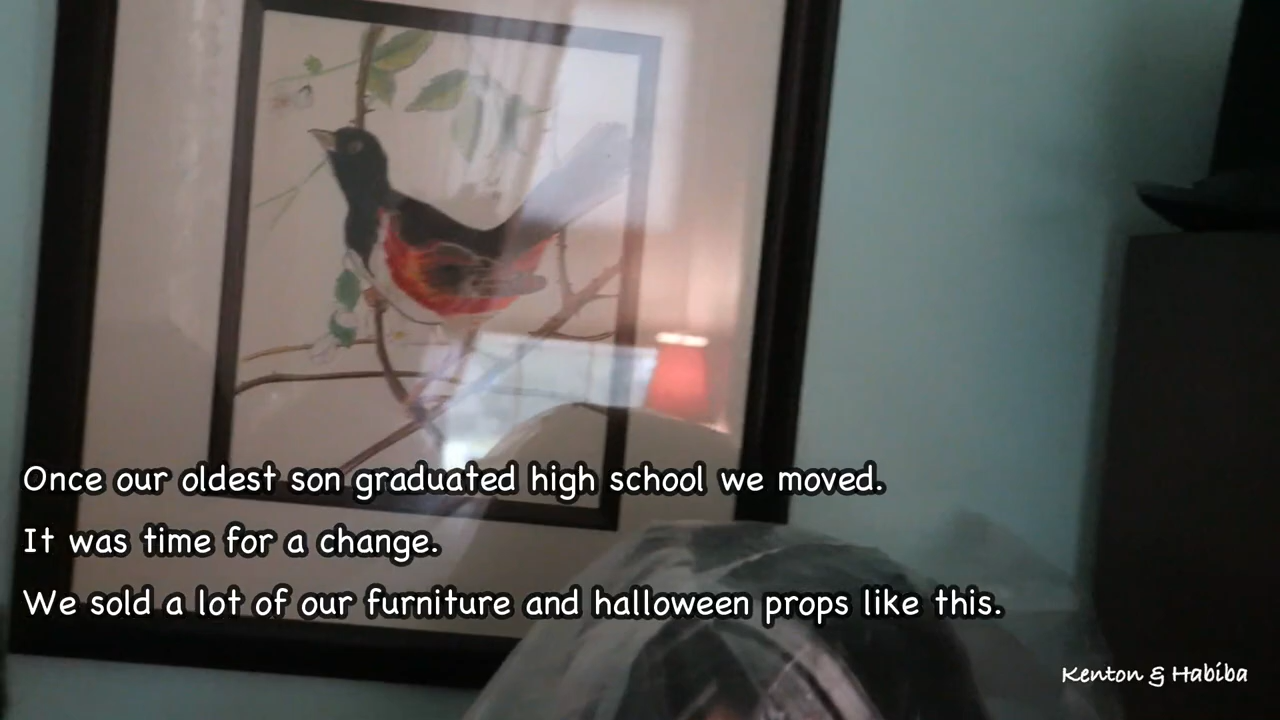 Once our oldest son graduated high school we moved.
It was time for a change.
We sold a lot of our furniture and halloween props like this.
Kenton & Habiba